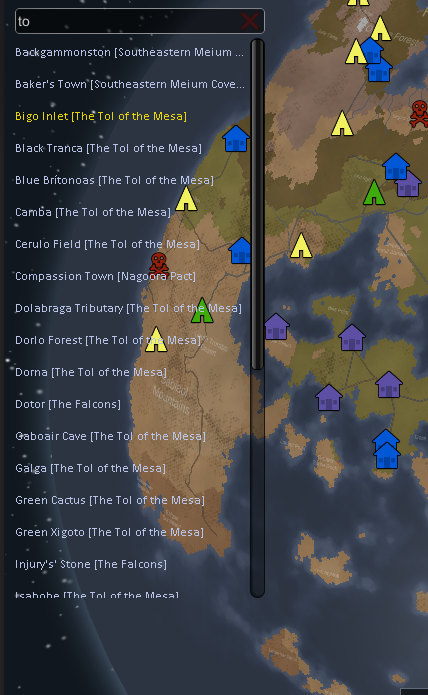 to
Backgammonston [Southeastern Meium ...
Baker's Town [Southeastern Meium Cove...
Bigo Inlet [The Tol of the Mesa]
Black Tranca [The Tol of the Mesa]
Blue Britonoas [The Tol of the Mesa]
Camba [The Tol of the Mesa]
Cerulo Field [The Tol of the Mesa]
Compassion Town [Nagoora Pact]
Dolabraga Tributary [The Tol of the Mesa]
Dorlo Forest [The Tol of the Mesa]
Dorna [The Tol of the Mesa]
Dotor [The Falcons]
Gaboair Cave [The Tol of the Mesa]
Galga [The Tol of the Mesa]
Green Cactus [The Tol of the Mesa]
Green Xigoto [The Tol of the Mesa]
Injury's' Stone [The Falcons]
Isabobe [The Tol of the Mesa]
Mountains
Forest